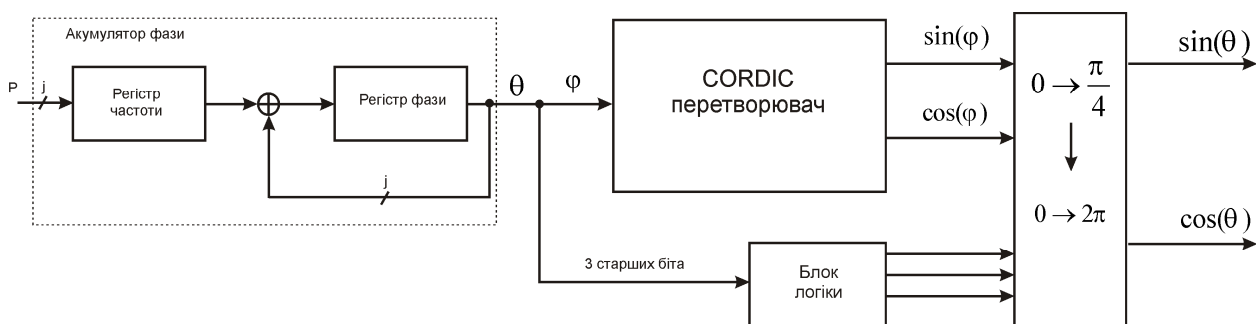 Акумулятор фази
P
j
Регістр
частоти
Регістр фази
j
θ
φ
CORDIC
перетворювач
sin(φ)
cos(φ)
0 → π/4
0 → 2π
sin(θ)
cos(θ)
3 старших біта
Блок
логіки